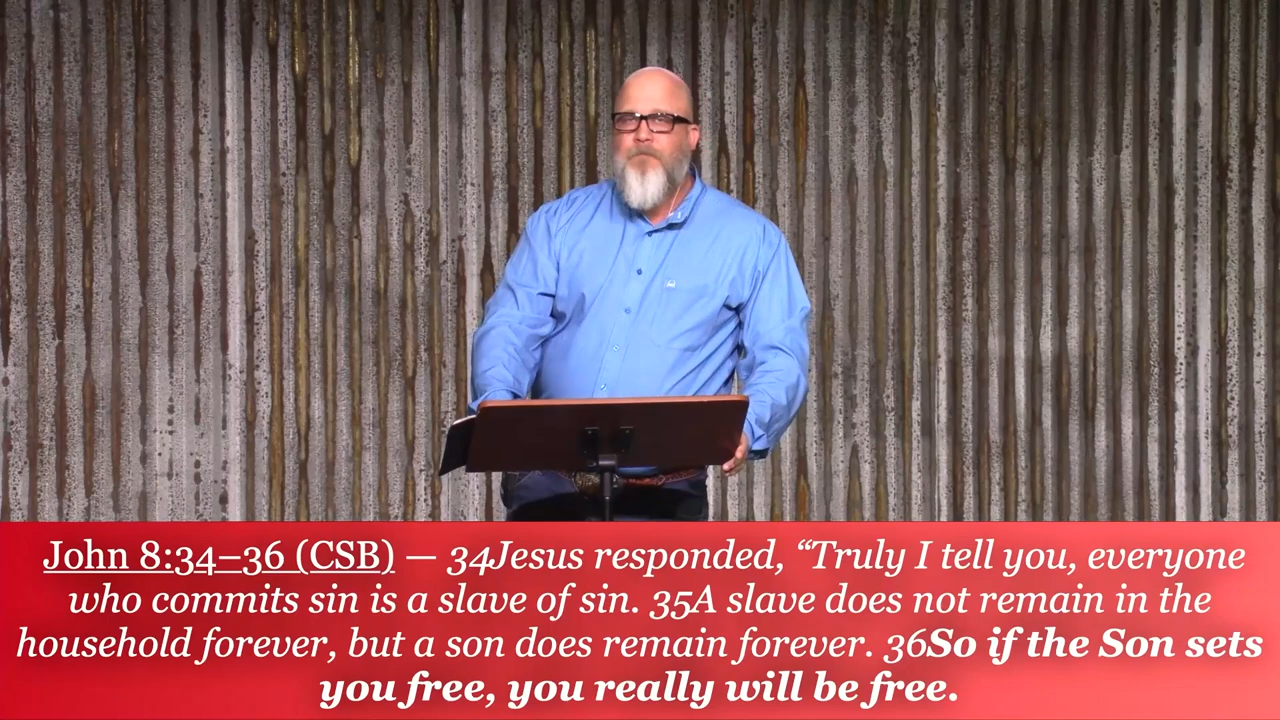 John 8:34–36 (CSB) — 34Jesus responded, “Truly I tell you, everyone
who commits sin is a slave of sin. 35A slave does not remain in the
household forever, but a son does remain forever. 36So if the Son sets
you free, you really will be free.